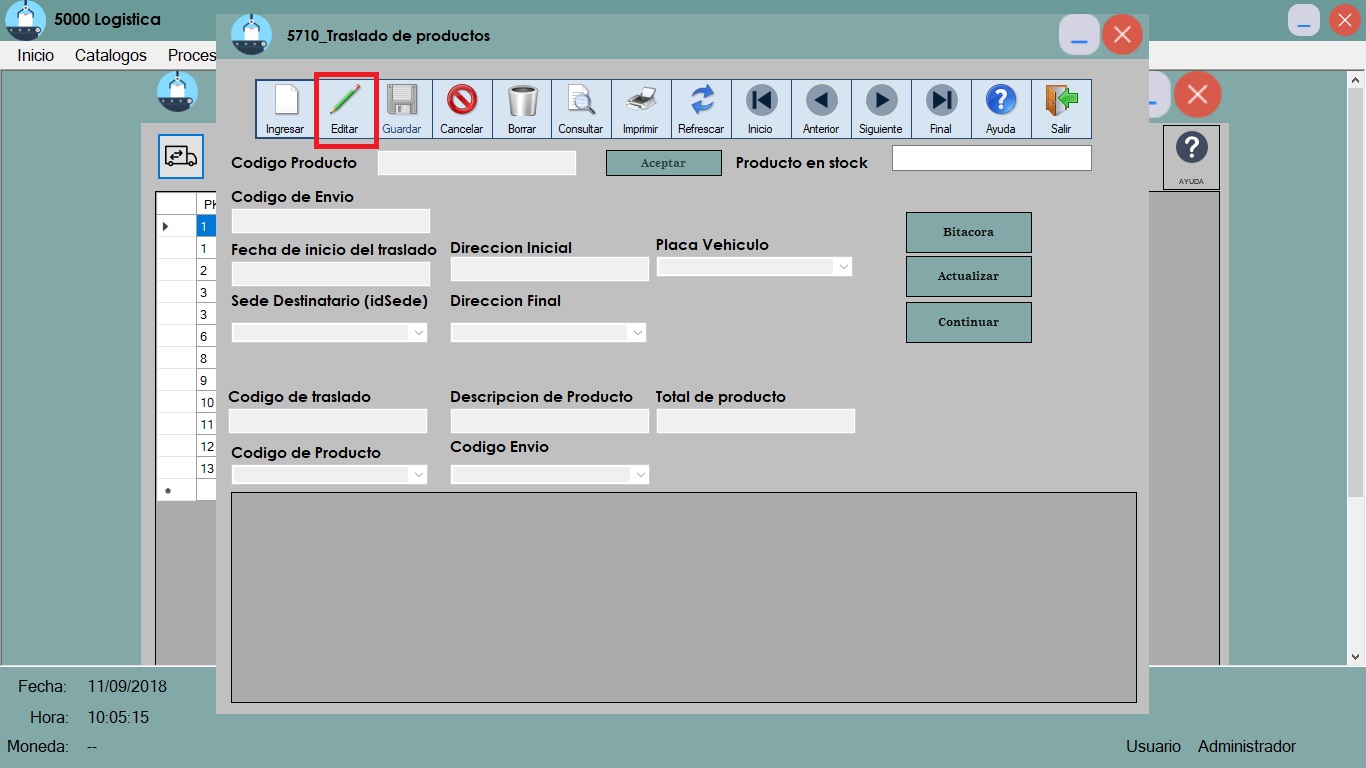 5000 Logistica
5710_Traslado de productos
Inicio Catalogos Proces
Ingresar Editar Guardar Cancelar Borrar Consultar Imprimir Refrescar Inicio Anterior Siguiente Final Ayuda Salir
Codigo Producto Aceptar Producto en stock
AYUDA
Codigo de Envio
PK
1
1
2
3
3
6
8
9
10
11
12
13
Bitacora
Fecha de inicio del traslado Direccion Inicial Placa Vehiculo
Actualizar
Sede Destinatario (idSede) Direccion Final
Continuar
Codigo de traslado Descripcion de Producto Total de producto
Codigo de Producto Codigo Envio
Fecha: 11/09/2018
Hora: 10:05:15
Moneda: --
Usuario Administrador